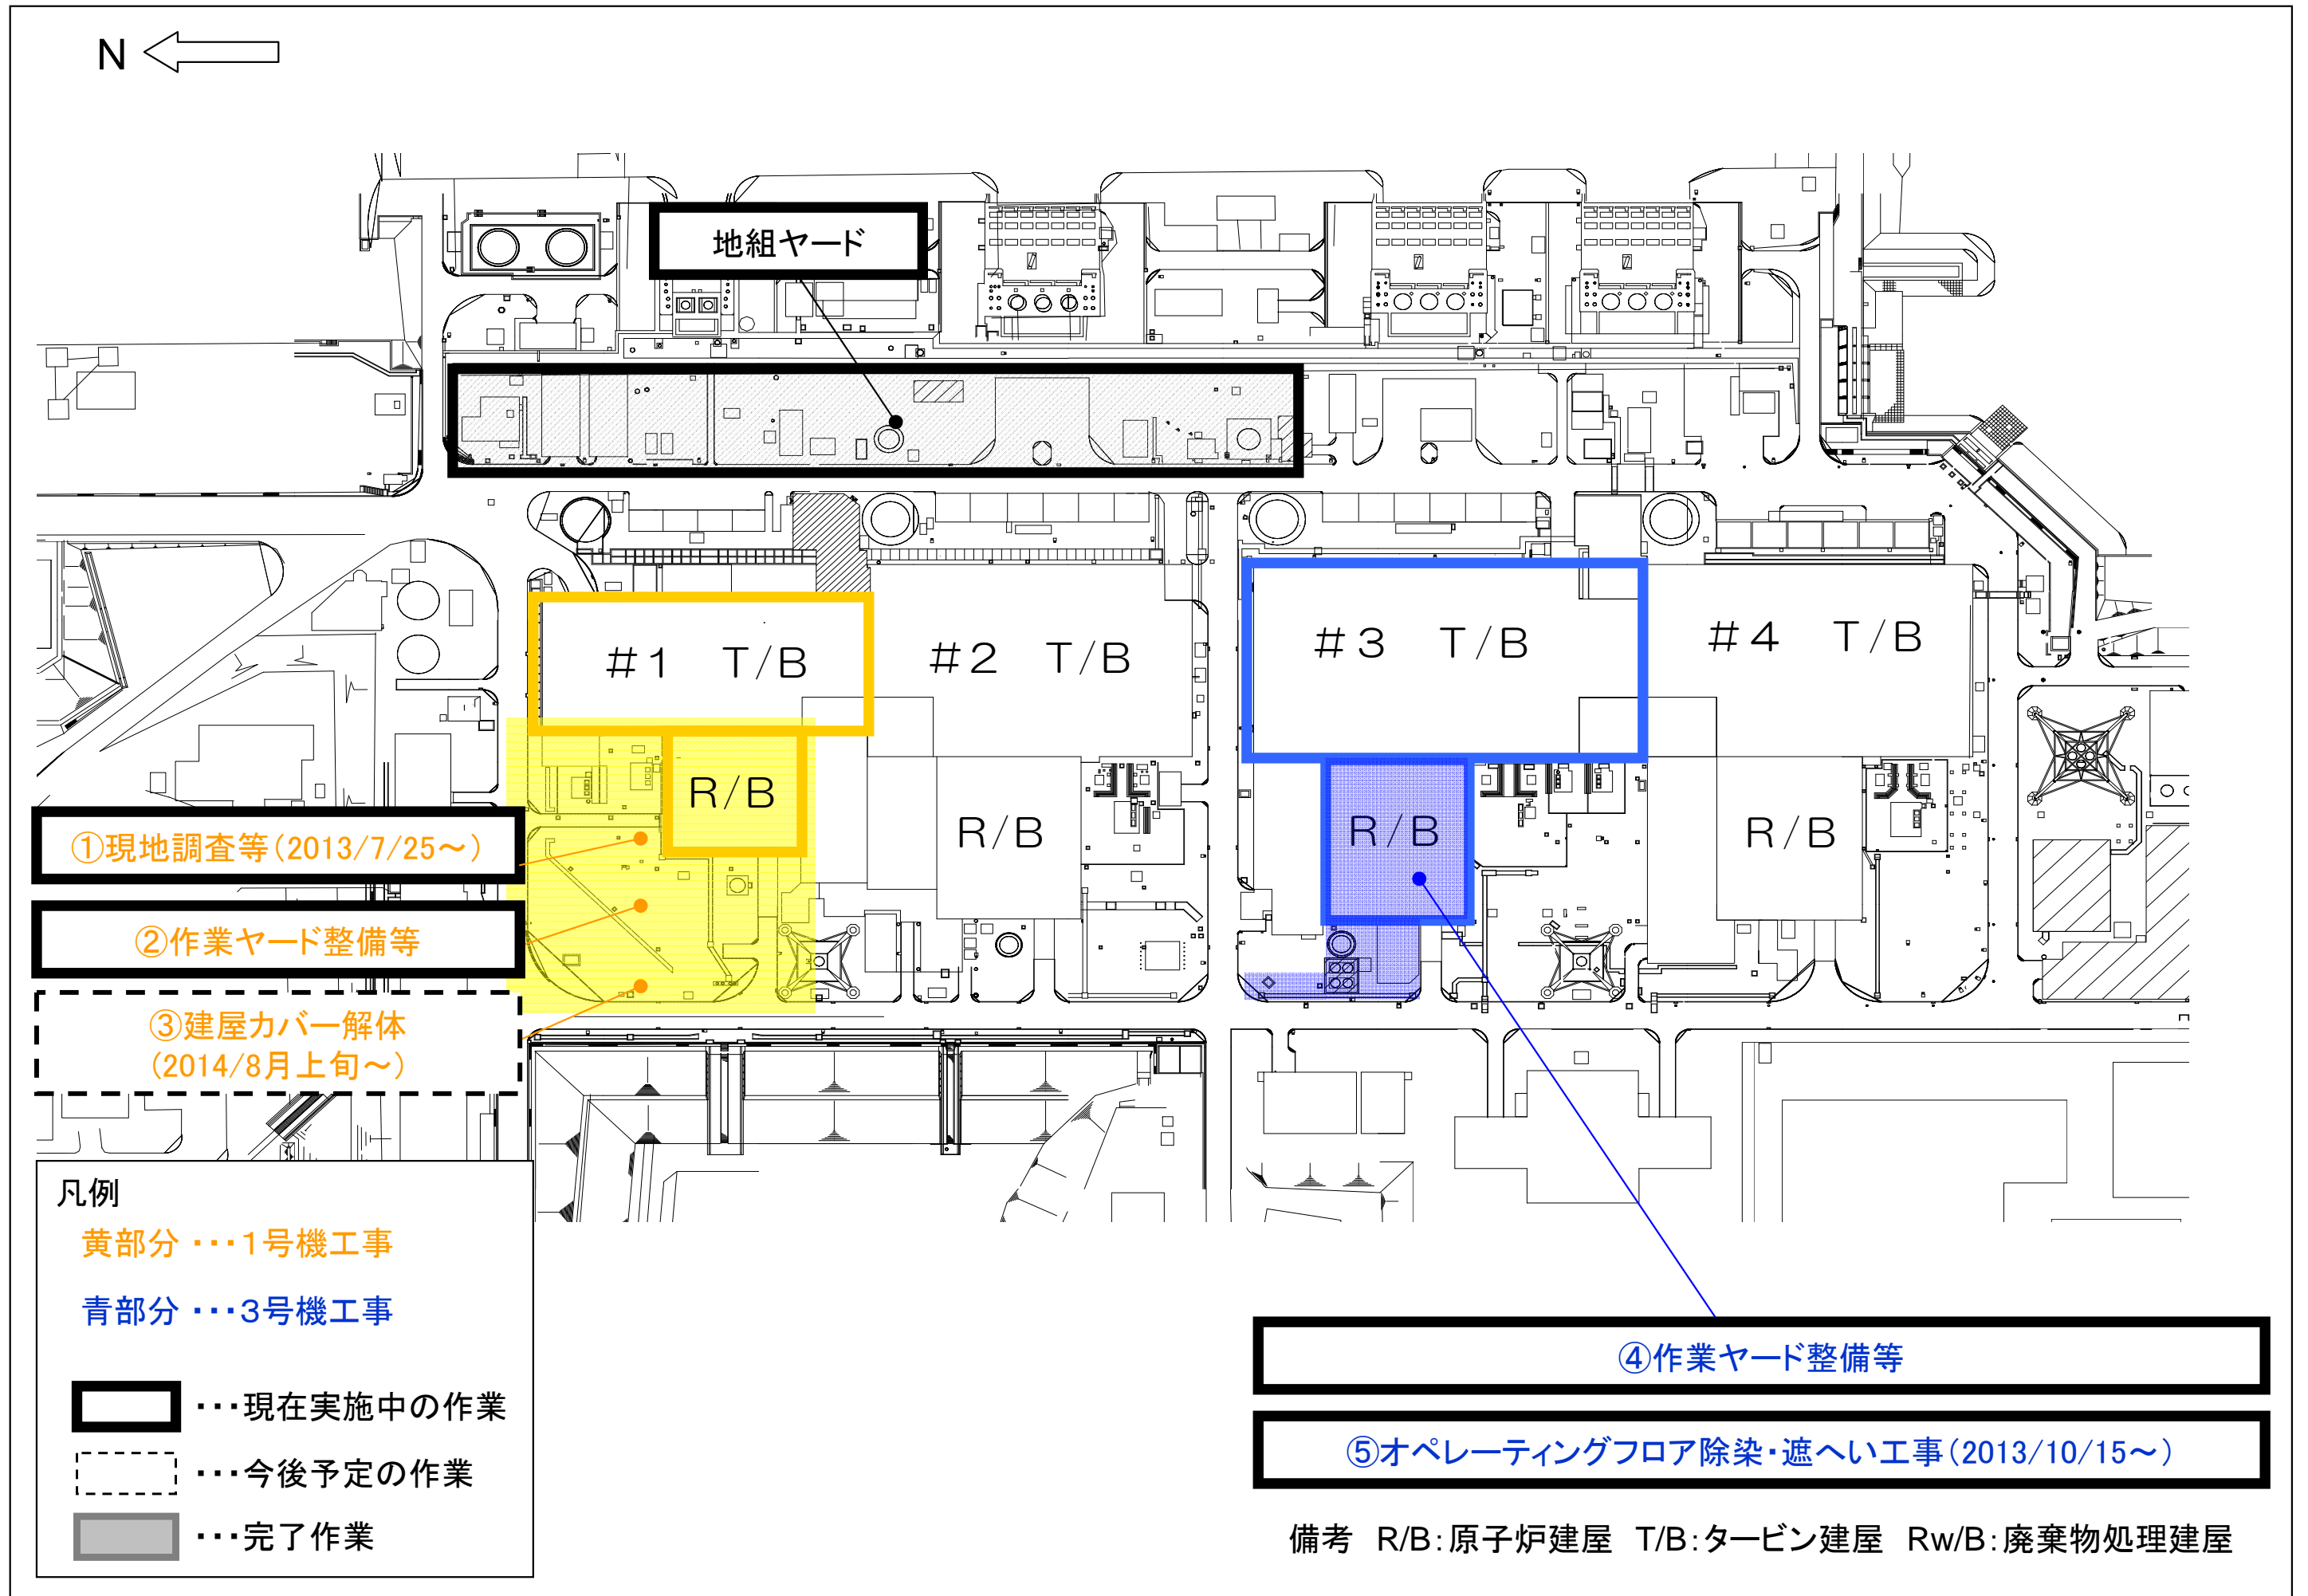 N
地組ヤード
#1 T/B
#2 T/B
#3 T/B
#4 T/B
R/B
R/B
R/B
R/B
①現地調査等(2013/7/25～)
②作業ヤード整備等
③建屋カバー解体
(2014/8月上旬～)
凡例
黄部分 ・・・1号機工事
青部分 ・・・3号機工事
・・・現在実施中の作業
・・・今後予定の作業
・・・完了作業
④作業ヤード整備等
⑤オペレーティングフロア除染・遮へい工事(2013/10/15～)
備考 R/B：原子炉建屋 T/B：タービン建屋 Rw/B：廃棄物処理建屋